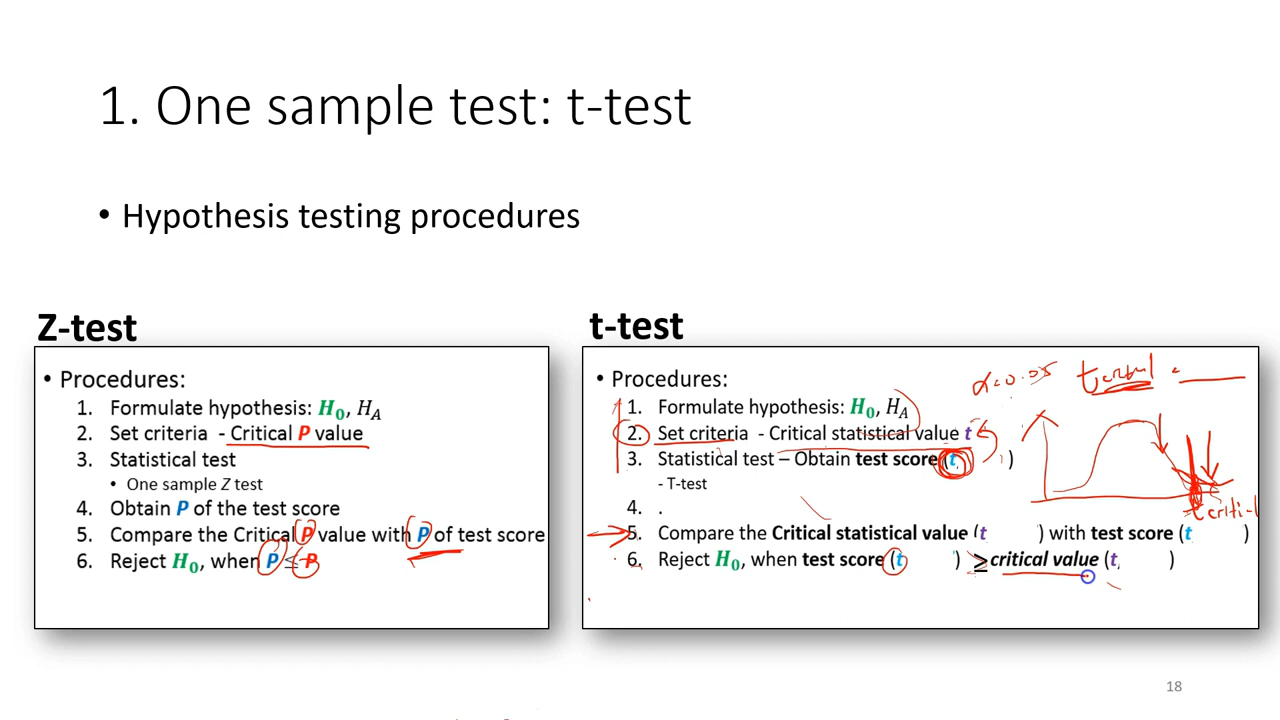 1. One sample test: t-test
• Hypothesis testing procedures
Z-test
• Procedures:
1. Formulate hypothesis: H₀, H_A
2. Set criteria - Critical P value
3. Statistical test
• One sample Z test
4. Obtain P of the test score
5. Compare the Critical P value with P of test score
6. Reject H₀, when P ≤ P
t-test
• Procedures:
α=0.05
1. Formulate hypothesis: H₀, H_A
2. Set criteria - Critical statistical value t
3. Statistical test – Obtain test score (t )
- T-test
4. .
5. Compare the Critical statistical value (t ) with test score (t )
6. Reject H₀, when test score (t ) ≥ critical value (t )
18